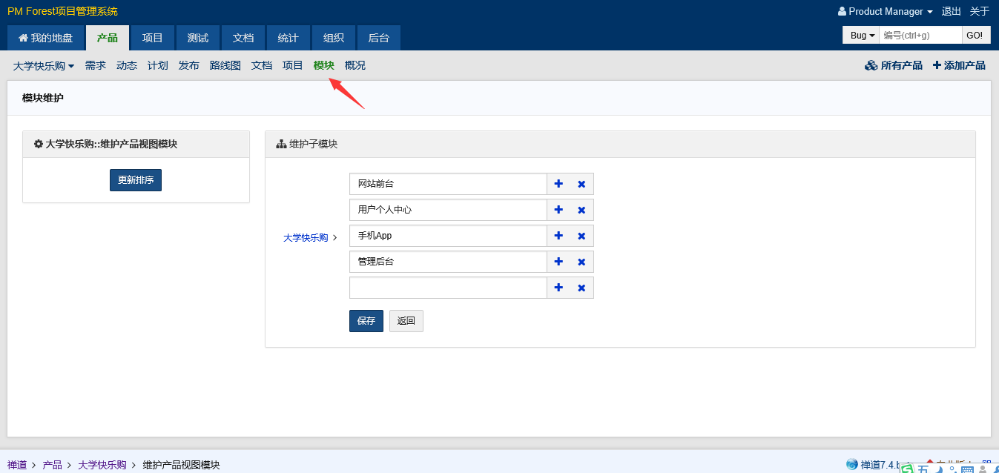 PM Forest项目管理系统
Product Manager 退出 关于
我的地盘 产品 项目 测试 文档 统计 组织 后台
Bug 编号(ctrl+g) GO!
大学快乐购 需求 动态 计划 发布 路线图 文档 项目 模块 概况
所有产品 添加产品
模块维护
大学快乐购::维护产品视图模块
更新排序
维护子模块
大学快乐购
网站前台
用户个人中心
手机App
管理后台
保存 返回
禅道 > 产品 > 大学快乐购 > 维护产品视图模块
禅道7.4.
五